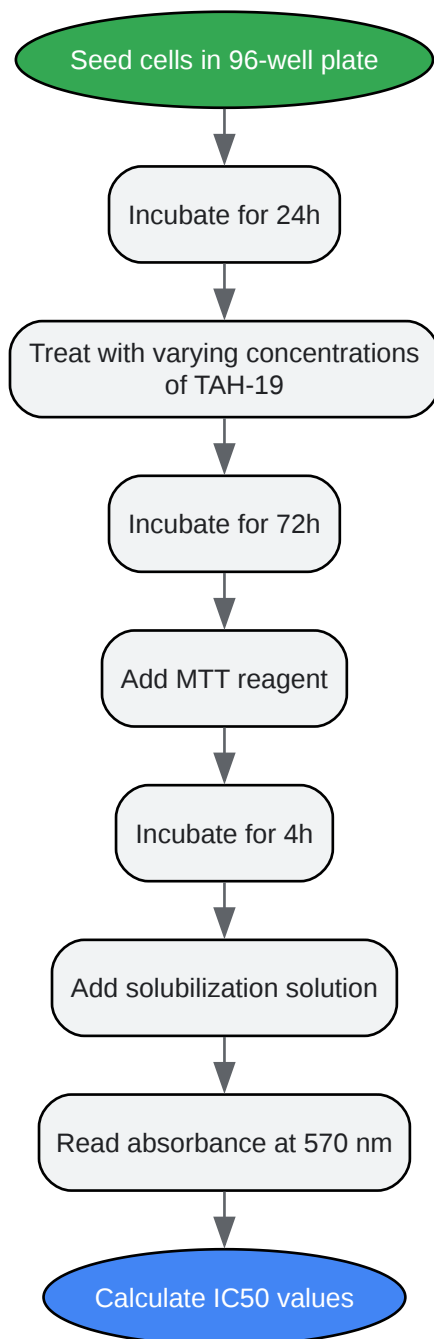 Seed cells in 96-well plate
Incubate for 24h
Treat with varying concentrations
of TAH-19
Incubate for 72h
Add MTT reagent
Incubate for 4h
Add solubilization solution
Read absorbance at 570 nm
Calculate IC50 values